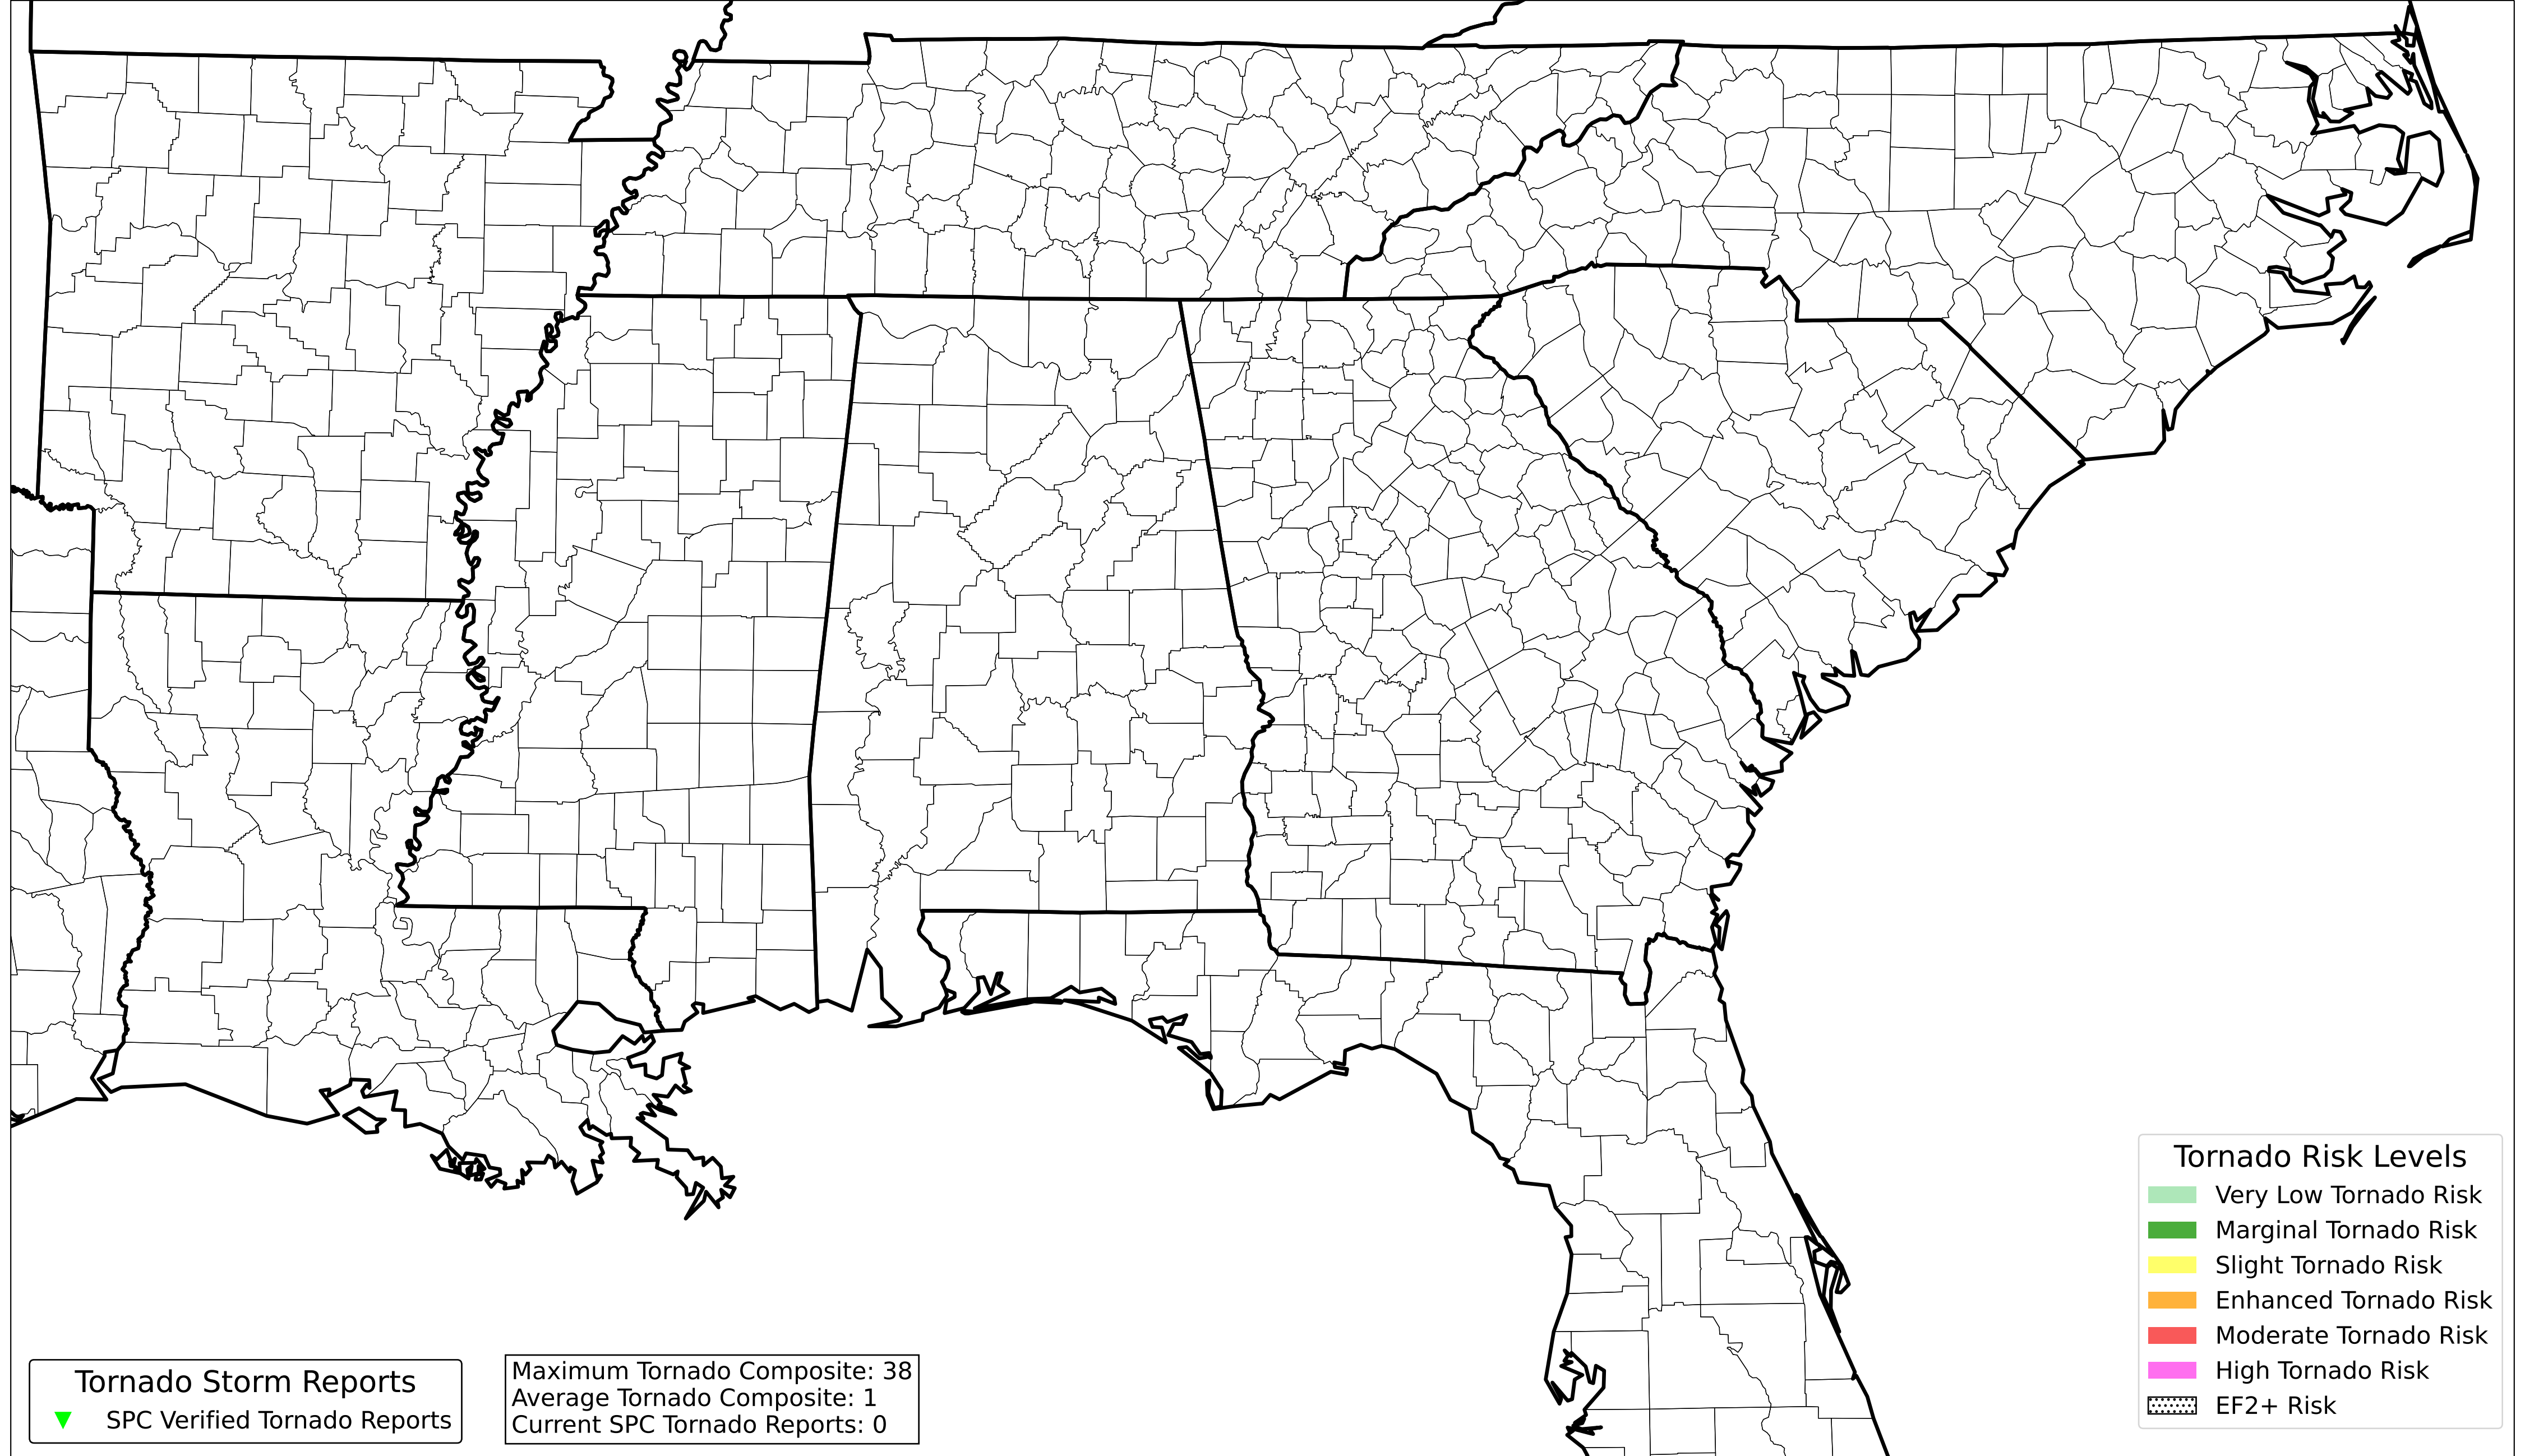 Tornado Risk Levels
Very Low Tornado Risk
Marginal Tornado Risk
Slight Tornado Risk
Enhanced Tornado Risk
Moderate Tornado Risk
High Tornado Risk
EF2+ Risk
Tornado Storm Reports
SPC Verified Tornado Reports
Maximum Tornado Composite: 38
Average Tornado Composite: 1
Current SPC Tornado Reports: 0